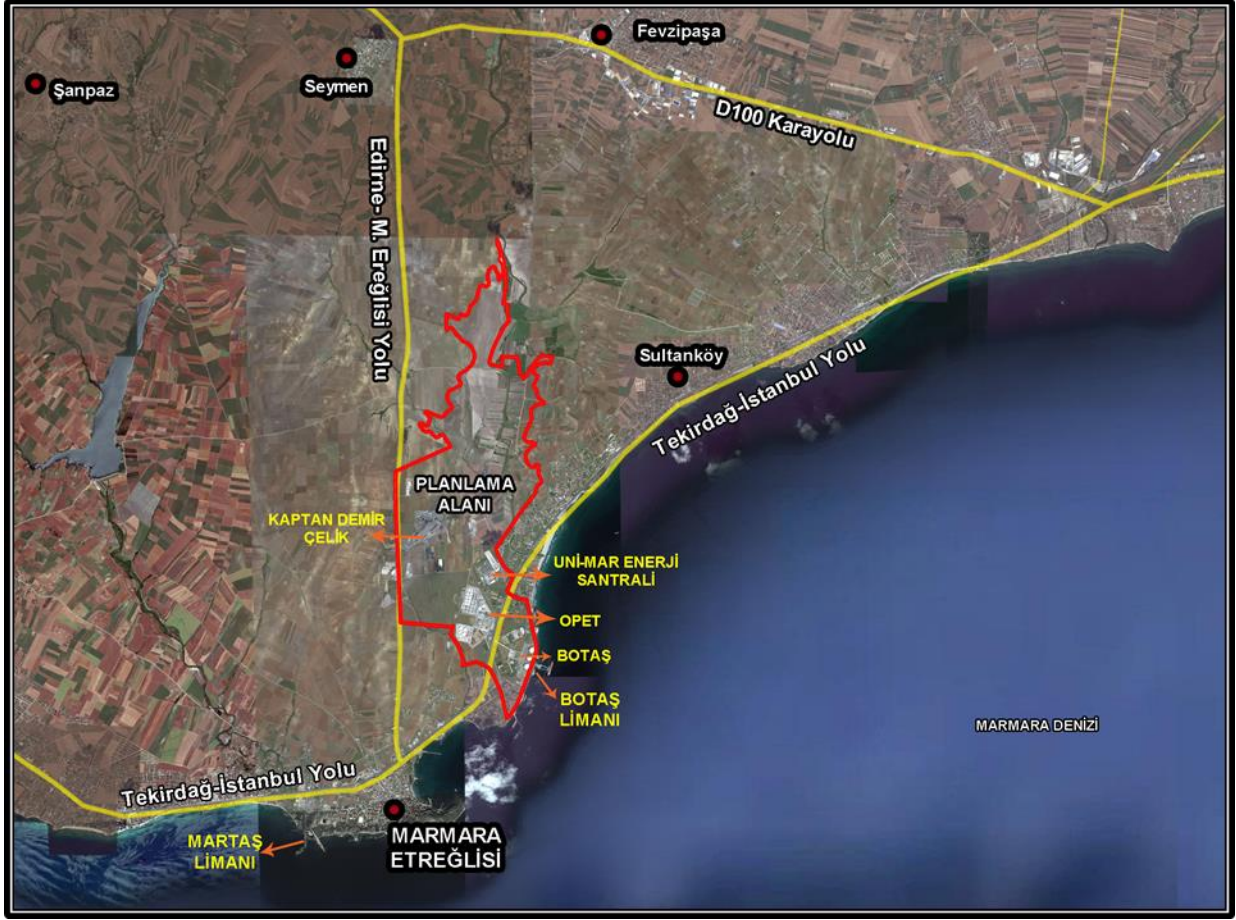 Fevzipaşa
Şanpaz
Seymen
D100 Karayolu
Edirne- M. Ereğlisi Yolu
Sultanköy
Tekirdağ-İstanbul Yolu
PLANLAMA
ALANI
KAPTAN DEMİR
ÇELİK
UNİ-MAR ENERJİ
SANTRALİ
OPET
BOTAŞ
BOTAŞ
LİMANI
MARMARA DENİZİ
Tekirdağ-İstanbul Yolu
MARTAŞ
LİMANI
MARMARA
ETREĞLİSİ